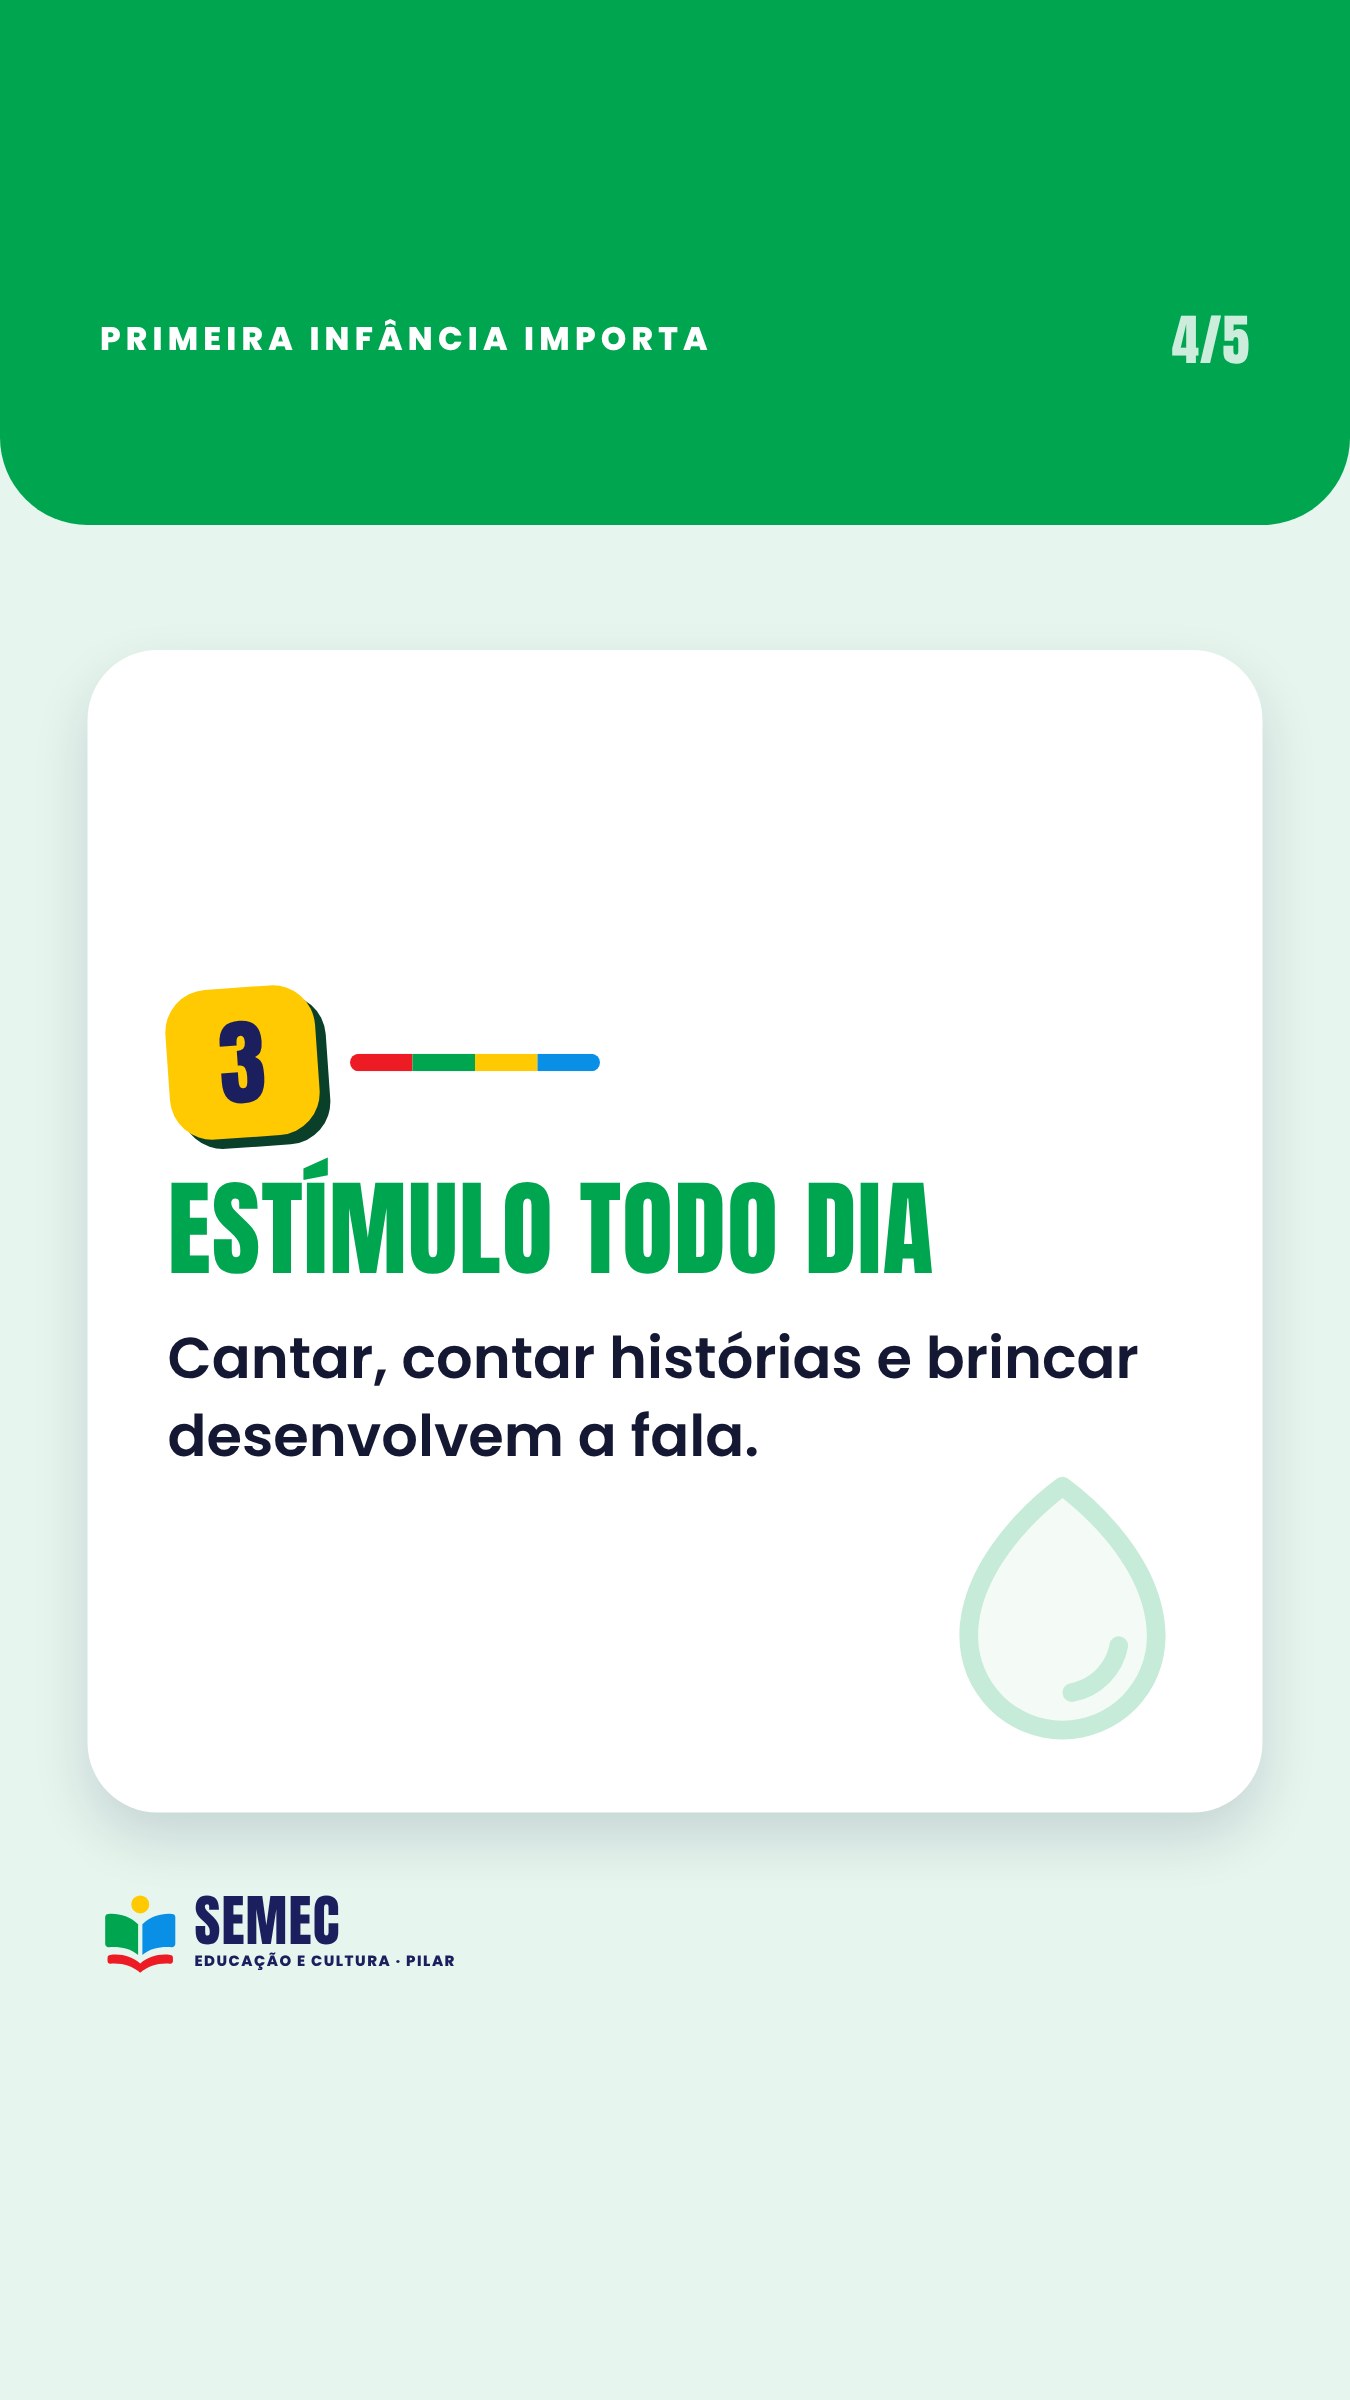 PRIMEIRA INFÂNCIA IMPORTA
4/5
3
ESTÍMULO TODO DIA
Cantar, contar histórias e brincar
desenvolvem a fala.
SEMEC
EDUCAÇÃO E CULTURA · PILAR